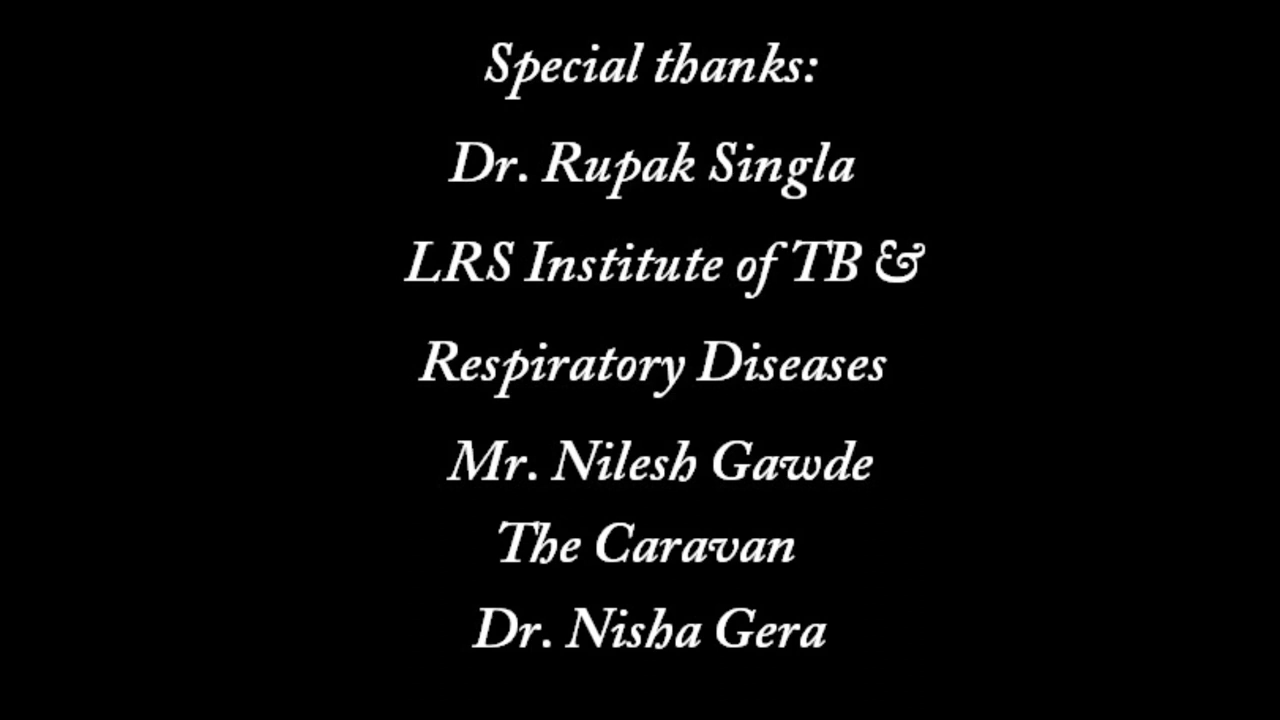 Special thanks:
Dr. Rupak Singla
LRS Institute of TB &
Respiratory Diseases
Mr. Nilesh Gawde
The Caravan
Dr. Nisha Gera